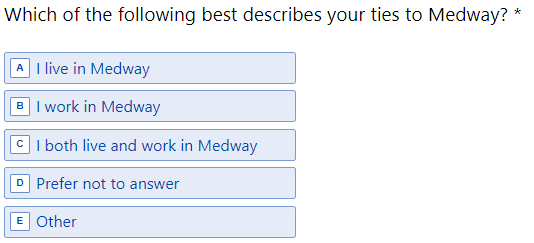 Which of the following best describes your ties to Medway? *
A I live in Medway
B I work in Medway
C I both live and work in Medway
D Prefer not to answer
E Other